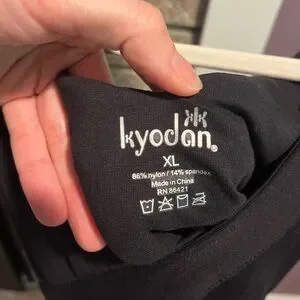 kyodan
XL
86% nylon / 14% spandex
Made in China
RN 86421